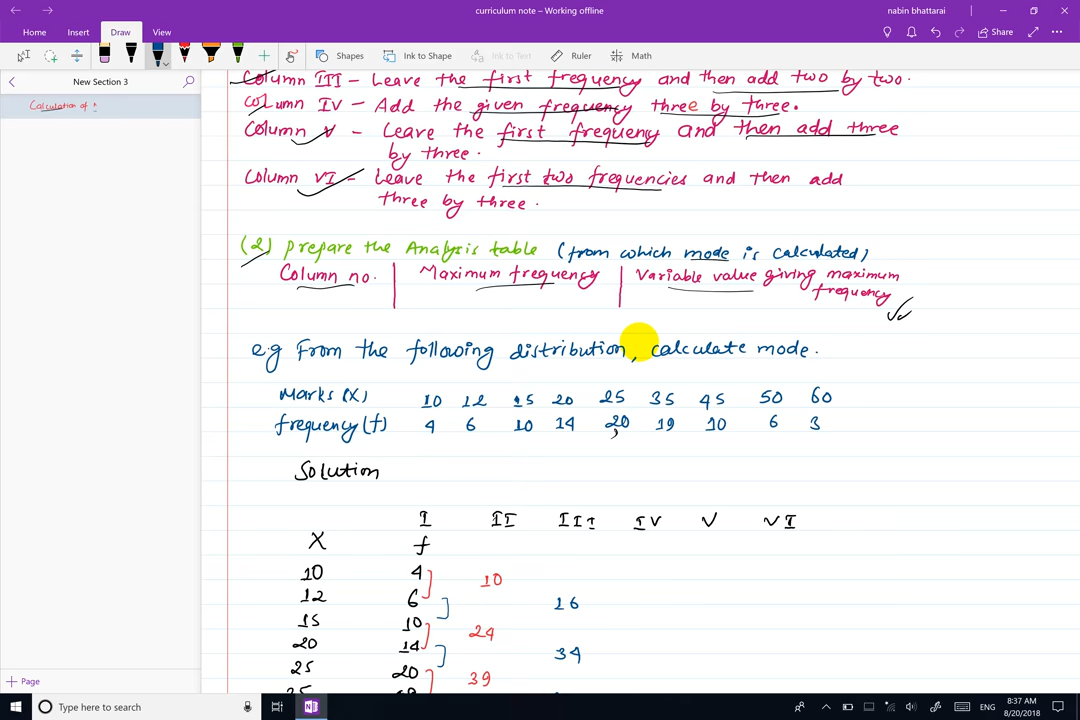 curriculum note – Working offline
nabin bhattarai
Home Insert Draw View
Share
Shapes Ink to Shape Ink to Text Ruler Math
New Section 3
Calculation of
Column III – Leave the first frequency and then add two by two.
Column IV – Add the given frequency three by three.
Column V – Leave the first frequency and then add three
by three.
Column VI – Leave the first two frequencies and then add
three by three.
(2) Prepare the Analysis table (from which mode is calculated)
Column no. Maximum frequency Variable value giving maximum
frequency
e.g From the following distribution, calculate mode.
Marks (X) 10 12 15 20 25 35 45 50 60
frequency (f) 4 6 10 14 20 19 10 6 3
Solution
I II III IV V VI
X f
10 4
10
12 6
16
15 10
24
20 14
34
25 20
39
+ Page
Type here to search
ENG
8:37 AM
8/20/2018